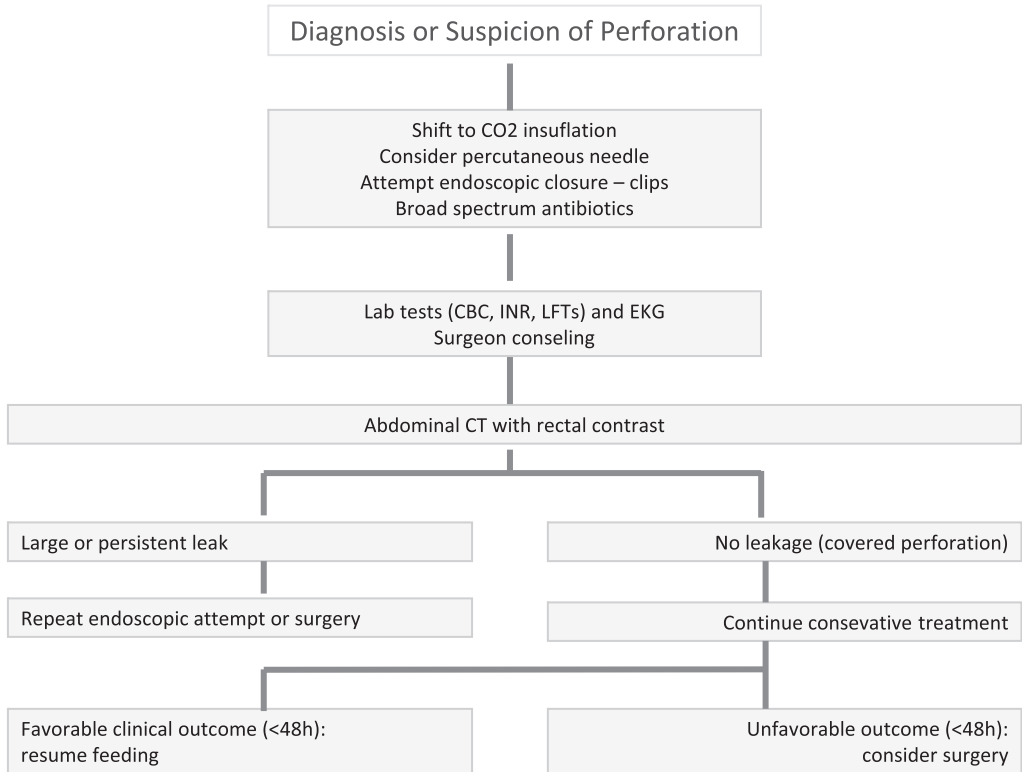 Diagnosis or Suspicion of Perforation
Shift to CO2 insuflation
Consider percutaneous needle
Attempt endoscopic closure – clips
Broad spectrum antibiotics
Lab tests (CBC, INR, LFTs) and EKG
Surgeon conseling
Abdominal CT with rectal contrast
Large or persistent leak
No leakage (covered perforation)
Repeat endoscopic attempt or surgery
Continue consevative treatment
Favorable clinical outcome (<48h):
resume feeding
Unfavorable outcome (<48h):
consider surgery